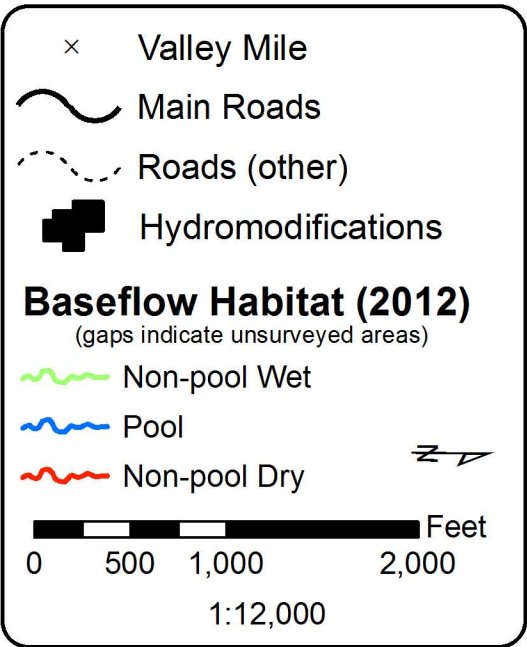 Valley Mile
Main Roads
Roads (other)
Hydromodifications
Baseflow Habitat (2012)
(gaps indicate unsurveyed areas)
Non-pool Wet
Pool
N
Non-pool Dry
Feet
0 500 1,000 2,000
1:12,000